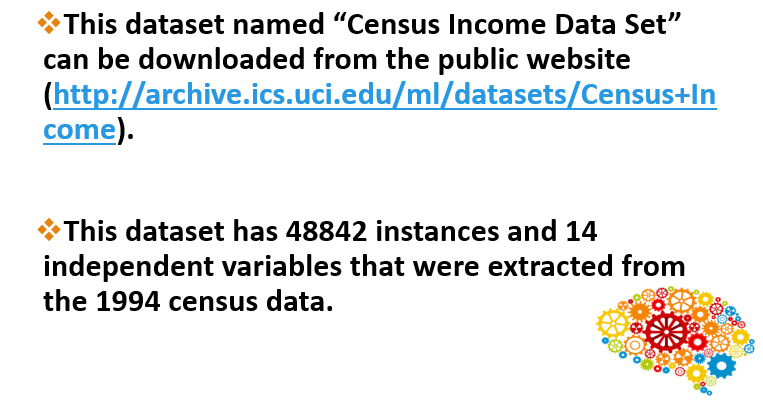 ❖This dataset named “Census Income Data Set”
can be downloaded from the public website
(http://archive.ics.uci.edu/ml/datasets/Census+In
come).
❖This dataset has 48842 instances and 14
independent variables that were extracted from
the 1994 census data.